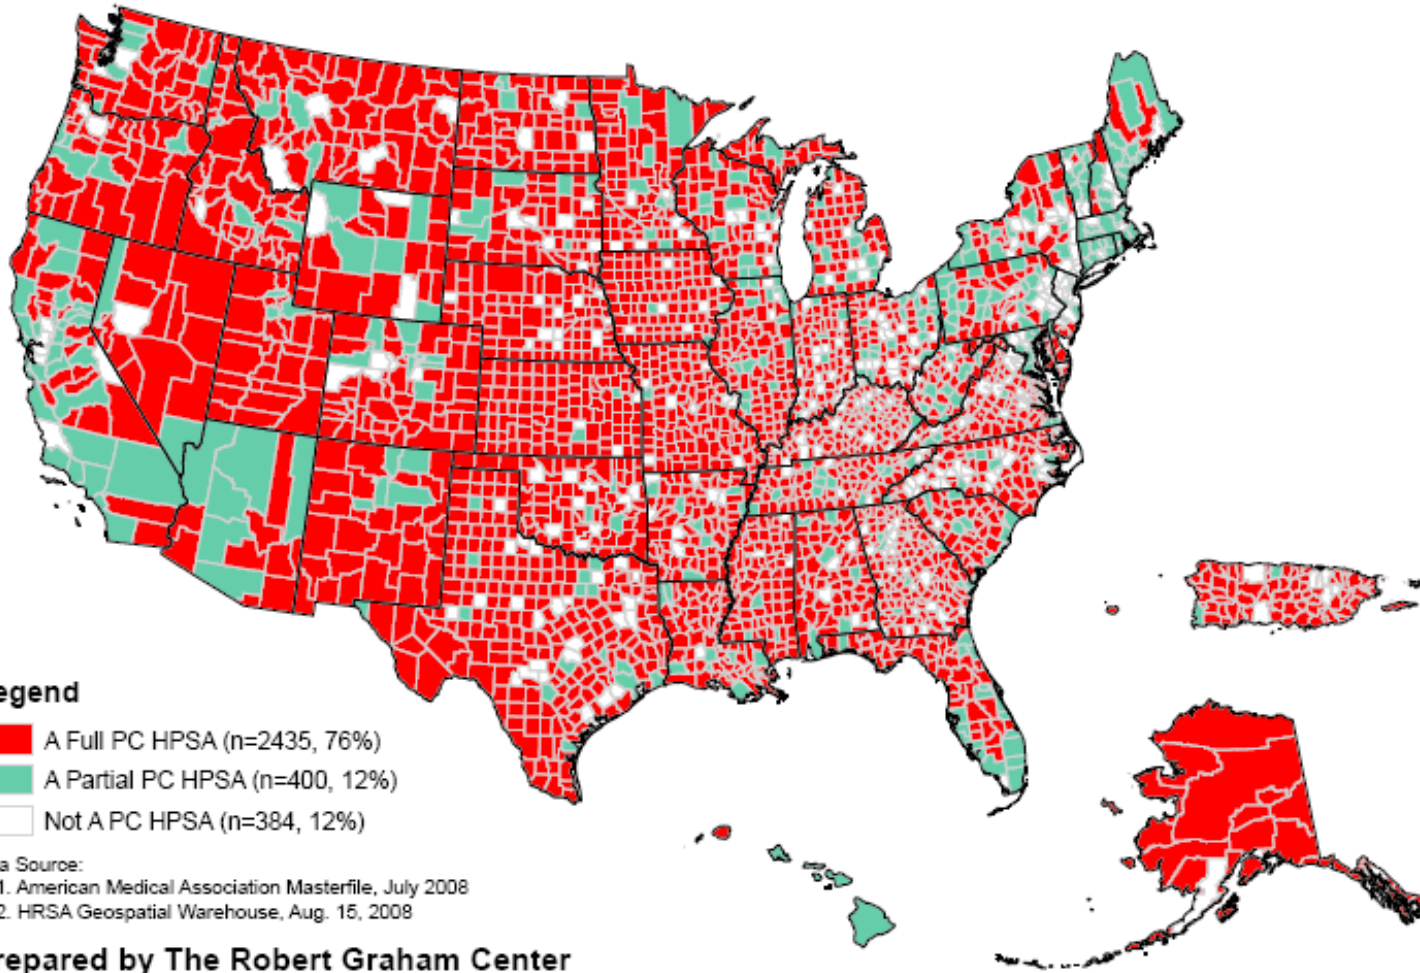 egend
A Full PC HPSA (n=2435, 76%)
A Partial PC HPSA (n=400, 12%)
Not A PC HPSA (n=384, 12%)
a Source:
1. American Medical Association Masterfile, July 2008
2. HRSA Geospatial Warehouse, Aug. 15, 2008
repared by The Robert Graham Center